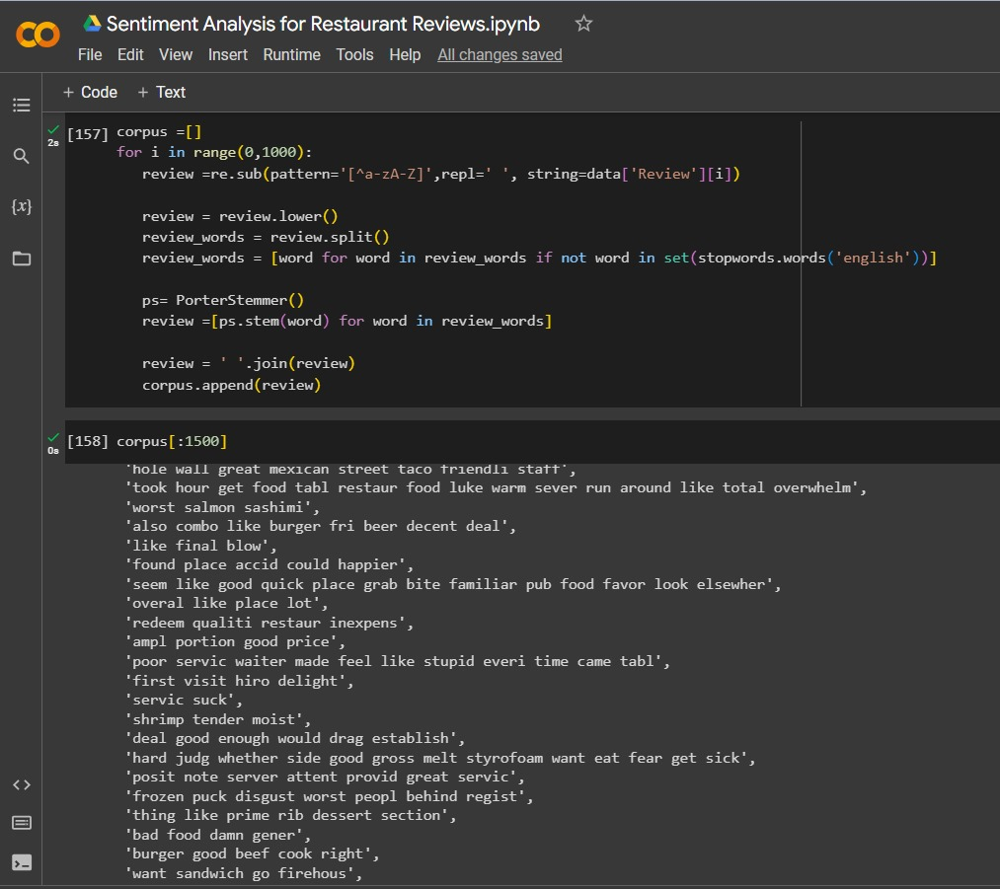 Sentiment Analysis for Restaurant Reviews.ipynb
File Edit View Insert Runtime Tools Help All changes saved
+ Code + Text
2s
[157] corpus =[]
for i in range(0,1000):
review =re.sub(pattern='[^a-zA-Z]',repl=' ', string=data['Review'][i])
review = review.lower()
review_words = review.split()
review_words = [word for word in review_words if not word in set(stopwords.words('english'))]
ps= PorterStemmer()
review =[ps.stem(word) for word in review_words]
review = ' '.join(review)
corpus.append(review)
0s
[158] corpus[:1500]
'hole wall great mexican street taco friendli staff',
'took hour get food tabl restaur food luke warm sever run around like total overwhelm',
'worst salmon sashimi',
'also combo like burger fri beer decent deal',
'like final blow',
'found place accid could happier',
'seem like good quick place grab bite familiar pub food favor look elsewher',
'overal like place lot',
'redeem qualiti restaur inexpens',
'ampl portion good price',
'poor servic waiter made feel like stupid everi time came tabl',
'first visit hiro delight',
'servic suck',
'shrimp tender moist',
'deal good enough would drag establish',
'hard judg whether side good gross melt styrofoam want eat fear get sick',
'posit note server attent provid great servic',
'frozen puck disgust worst peopl behind regist',
'thing like prime rib dessert section',
'bad food damn gener',
'burger good beef cook right',
'want sandwich go firehous',